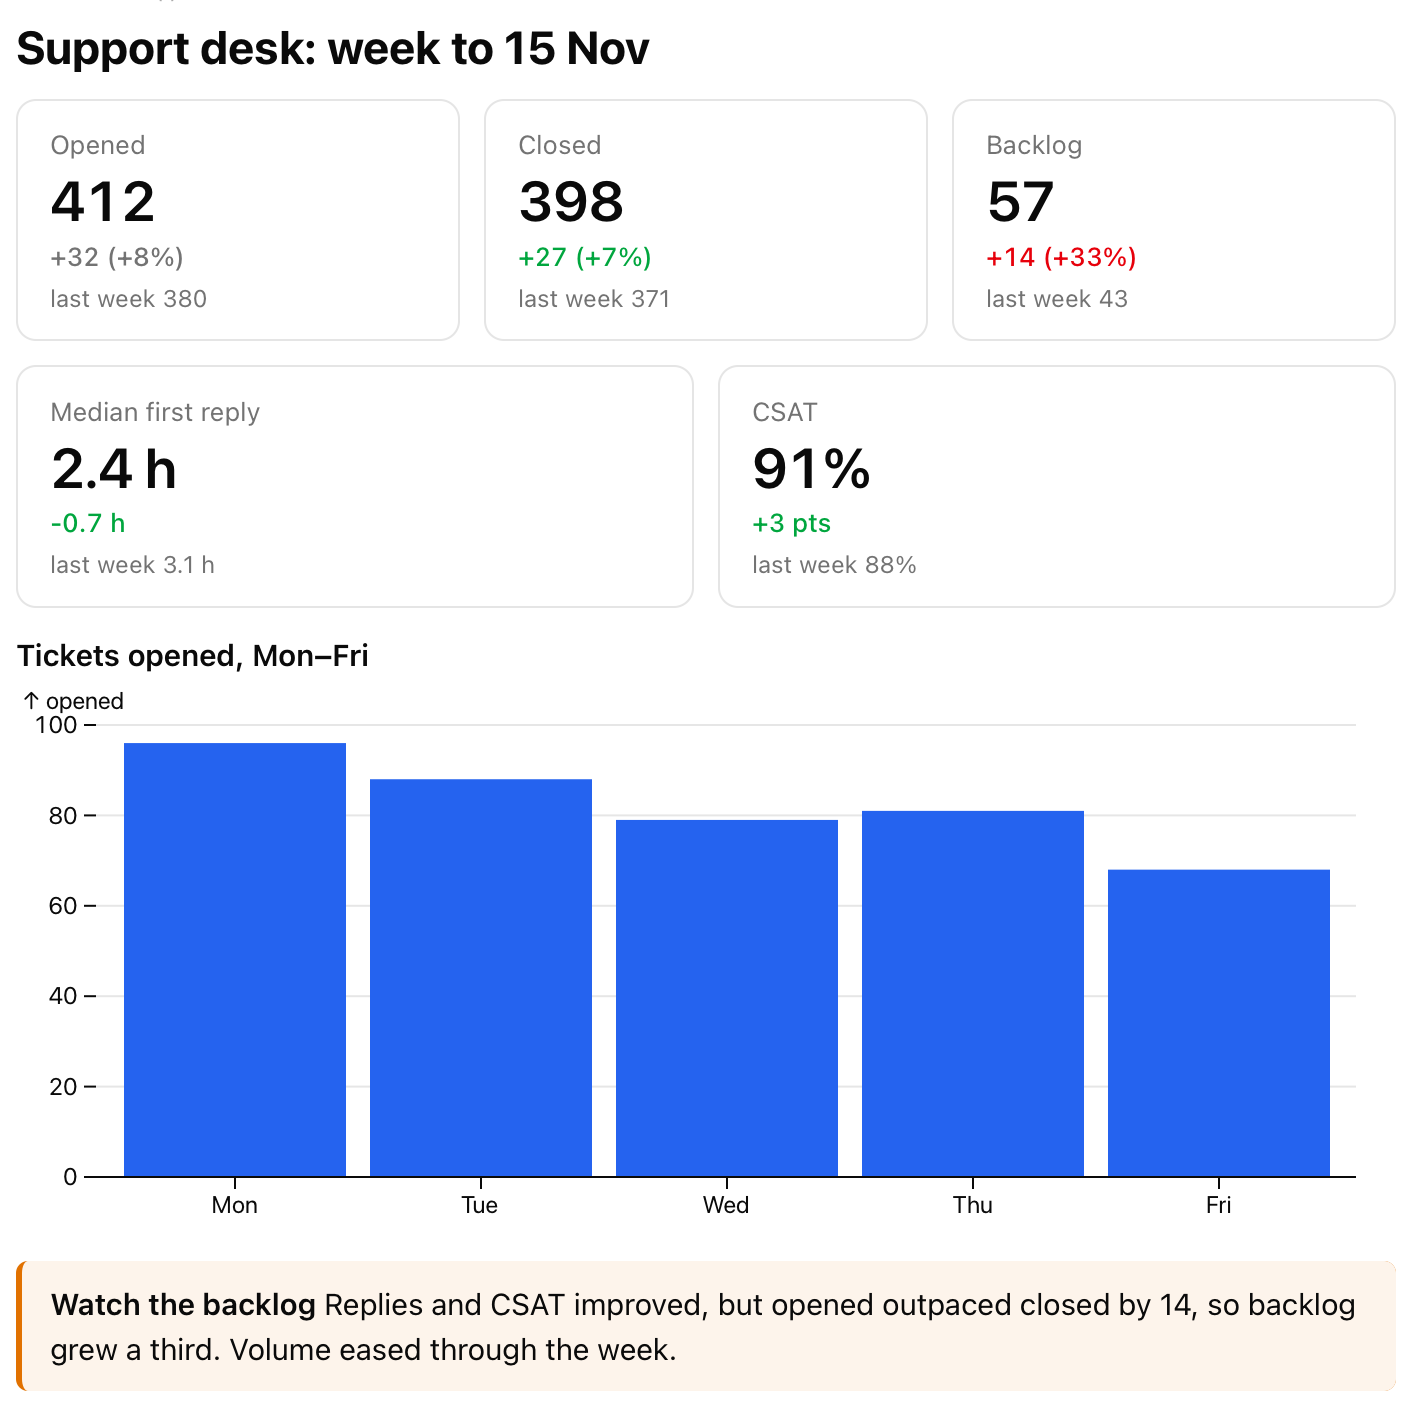 Support desk: week to 15 Nov
Opened
412
+32 (+8%)
last week 380
Closed
398
+27 (+7%)
last week 371
Backlog
57
+14 (+33%)
last week 43
Median first reply
2.4 h
-0.7 h
last week 3.1 h
CSAT
91%
+3 pts
last week 88%
Tickets opened, Mon–Fri
↑ opened
100
80
60
40
20
0
Mon Tue Wed Thu Fri
Watch the backlog Replies and CSAT improved, but opened outpaced closed by 14, so backlog
grew a third. Volume eased through the week.